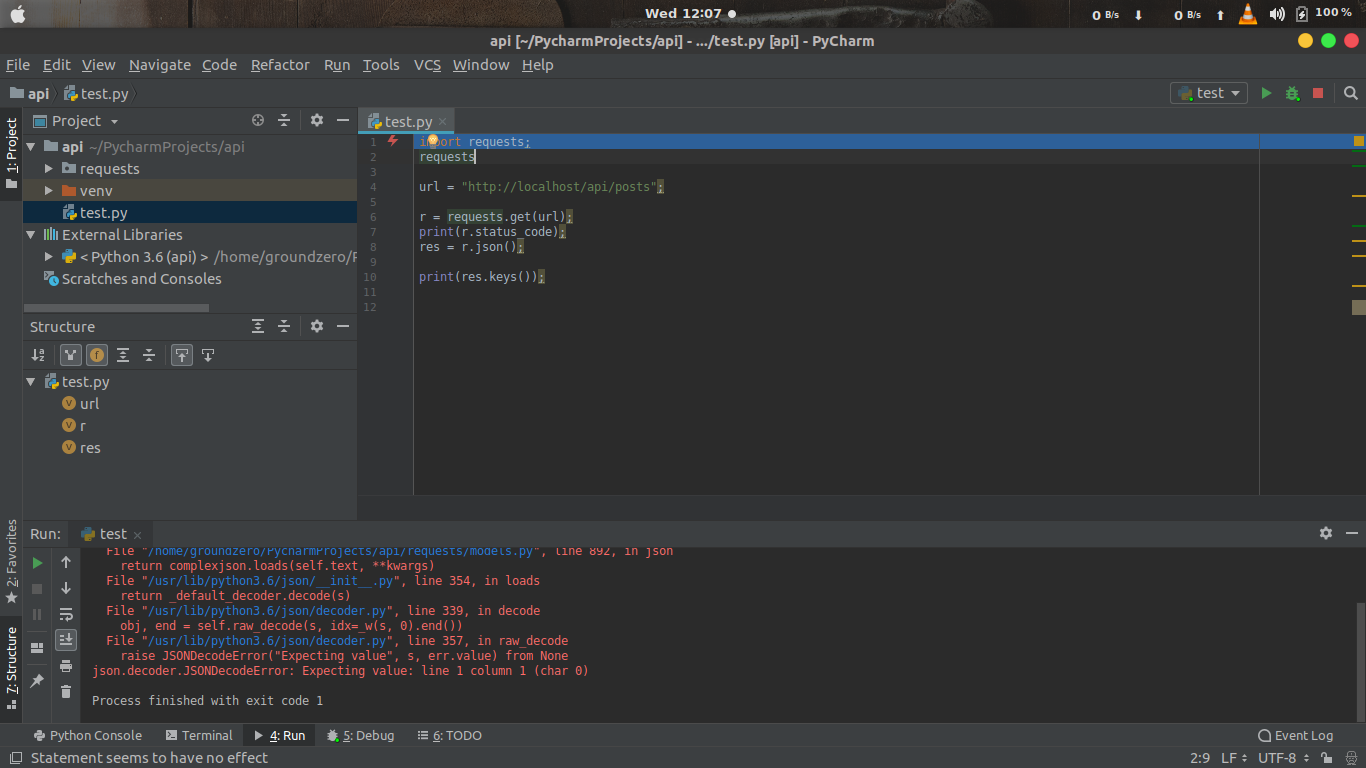 Wed 12:07
0 B/s
0 B/s
100 %
api [~/PycharmProjects/api] - .../test.py [api] - PyCharm
File Edit View Navigate Code Refactor Run Tools VCS Window Help
api test.py
test
1: Project
Project
api ~/PycharmProjects/api
requests
venv
test.py
External Libraries
< Python 3.6 (api) > /home/groundzero/
Scratches and Consoles
Structure
test.py
url
r
res
test.py
1 import requests;
2 requests
3
4 url = "http://localhost/api/posts";
5
6 r = requests.get(url);
7 print(r.status_code);
8 res = r.json();
9
10 print(res.keys());
11
12
2: Favorites
7: Structure
Run: test
File "/home/groundzero/PycharmProjects/api/requests/models.py", line 892, in json
return complexjson.loads(self.text, **kwargs)
File "/usr/lib/python3.6/json/__init__.py", line 354, in loads
return _default_decoder.decode(s)
File "/usr/lib/python3.6/json/decoder.py", line 339, in decode
obj, end = self.raw_decode(s, idx=_w(s, 0).end())
File "/usr/lib/python3.6/json/decoder.py", line 357, in raw_decode
raise JSONDecodeError("Expecting value", s, err.value) from None
json.decoder.JSONDecodeError: Expecting value: line 1 column 1 (char 0)
Process finished with exit code 1
Python Console Terminal 4: Run 5: Debug 6: TODO Event Log
Statement seems to have no effect 2:9 LF UTF-8